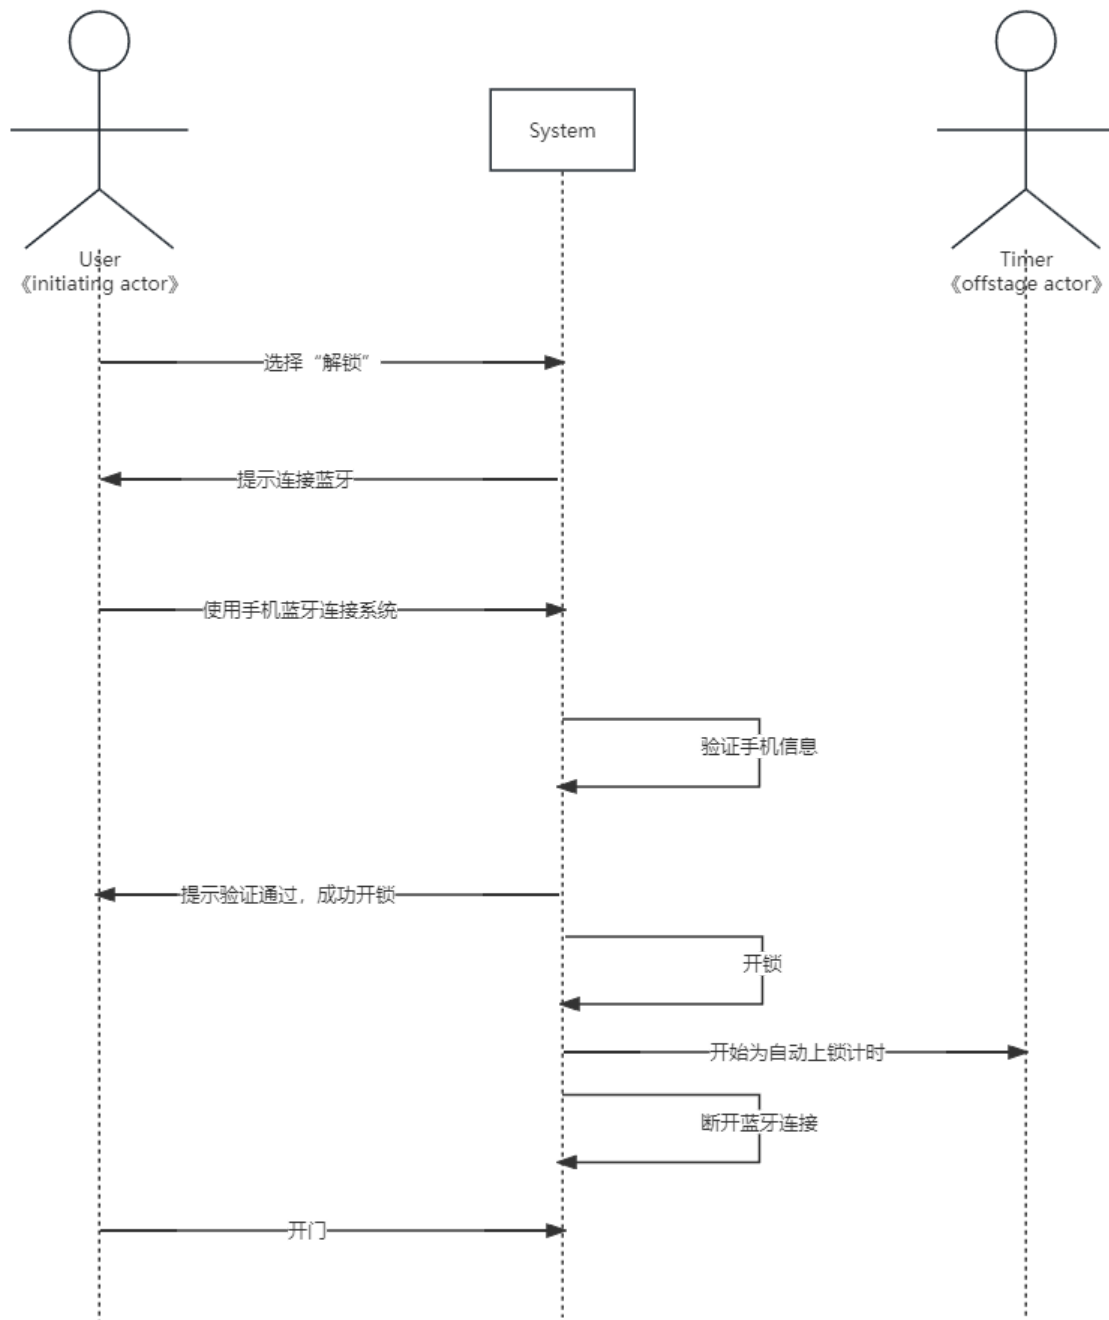 System
User
《initiating actor》
Timer
《offstage actor》
选择“解锁”
提示连接蓝牙
使用手机蓝牙连接系统
验证手机信息
提示验证通过，成功开锁
开锁
开始为自动上锁计时
断开蓝牙连接
开门